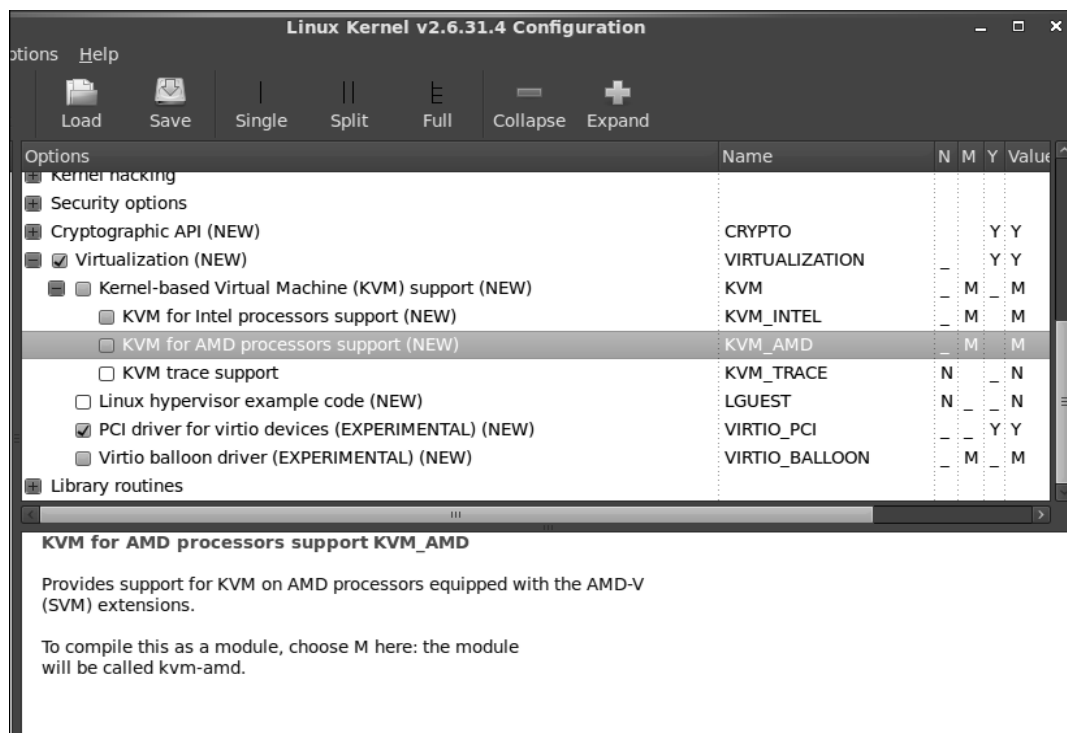 Linux Kernel v2.6.31.4 Configuration
ptions Help
Load Save Single Split Full Collapse Expand
Options Name N M Y Value
Kernel hacking
Security options
Cryptographic API (NEW) CRYPTO Y Y
Virtualization (NEW) VIRTUALIZATION _ Y Y
Kernel-based Virtual Machine (KVM) support (NEW) KVM _ M _ M
KVM for Intel processors support (NEW) KVM_INTEL _ M M
KVM for AMD processors support (NEW) KVM_AMD _ M M
KVM trace support KVM_TRACE N _ N
Linux hypervisor example code (NEW) LGUEST N _ _ N
PCI driver for virtio devices (EXPERIMENTAL) (NEW) VIRTIO_PCI _ _ Y Y
Virtio balloon driver (EXPERIMENTAL) (NEW) VIRTIO_BALLOON _ M _ M
Library routines
KVM for AMD processors support KVM_AMD
Provides support for KVM on AMD processors equipped with the AMD-V
(SVM) extensions.
To compile this as a module, choose M here: the module
will be called kvm-amd.